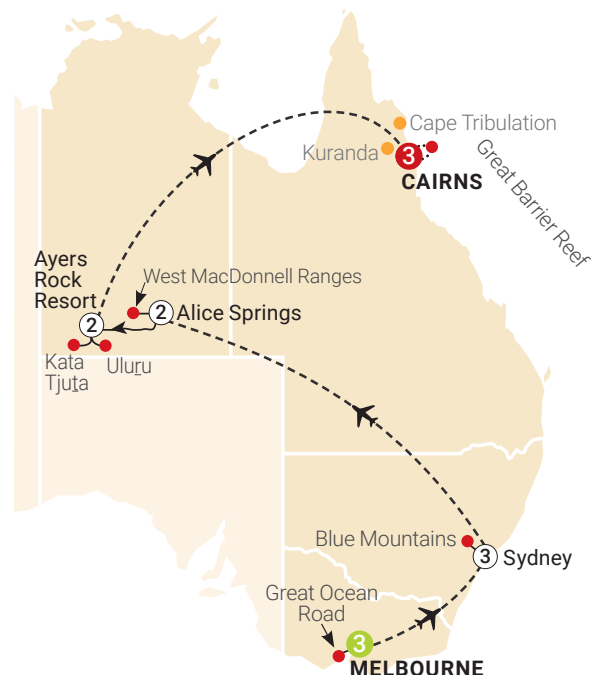 Cape Tribulation
Kuranda
3
CAIRNS
Great Barrier Reef
Ayers
Rock
Resort
West MacDonnell Ranges
2
2
Alice Springs
Kata
Tjuṯa
Uluṟu
Blue Mountains
3
Sydney
Great Ocean
Road
3
MELBOURNE